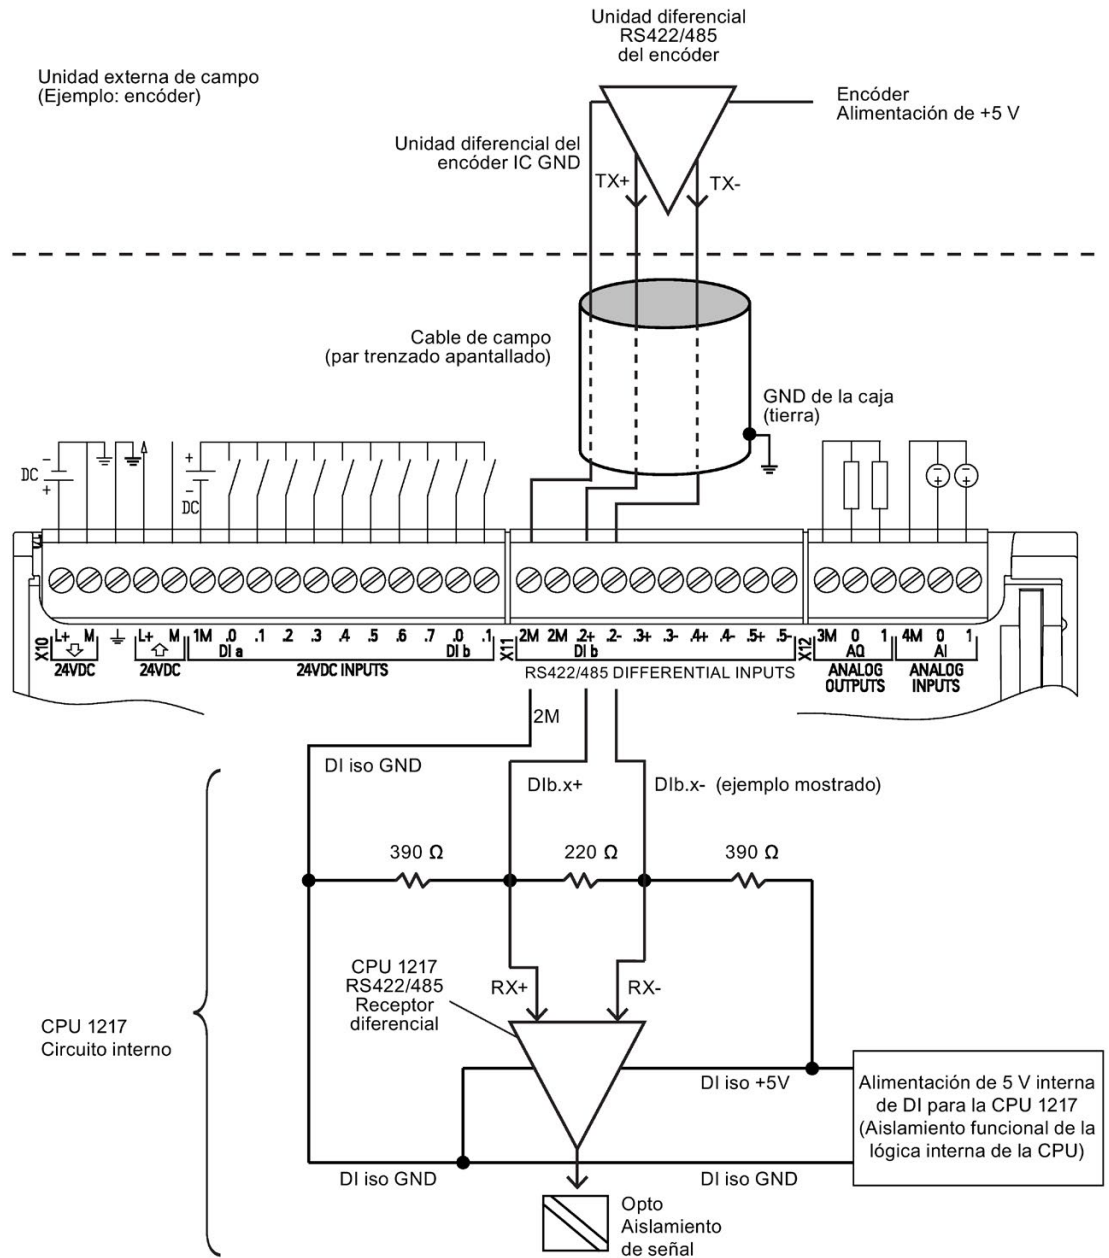 Unidad diferencial
RS422/485
del encóder
Unidad externa de campo
(Ejemplo: encóder)
Encóder
Alimentación de +5 V
Unidad diferencial del
encóder IC GND
TX+
TX-
Cable de campo
(par trenzado apantallado)
GND de la caja
(tierra)
DC
DC
X10 L+ M L+ M 1M .0 .1 .2 .3 .4 .5 .6 .7 .0 .1 X11 2M 2M .2+ .2- .3+ .3- .4+ .4- .5+ .5- X12 3M 0 1 4M 0 1
DI a DI b DI b AQ AI
24VDC 24VDC 24VDC INPUTS RS422/485 DIFFERENTIAL INPUTS ANALOG OUTPUTS ANALOG INPUTS
2M
DI iso GND
DIb.x+
DIb.x- (ejemplo mostrado)
390 Ω
220 Ω
390 Ω
CPU 1217
RS422/485
Receptor
diferencial
RX+
RX-
CPU 1217
Circuito interno
DI iso +5V
Alimentación de 5 V interna
de DI para la CPU 1217
(Aislamiento funcional de la
lógica interna de la CPU)
DI iso GND
DI iso GND
Opto
Aislamiento
de señal